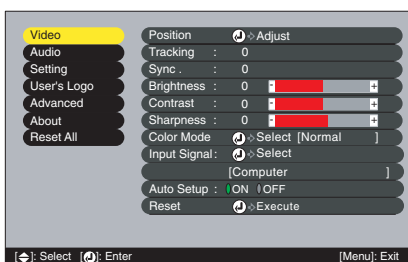 Video
Audio
Setting
User's Logo
Advanced
About
Reset All
Position Adjust
Tracking : 0
Sync . : 0
Brightness : 0 - +
Contrast : 0 - +
Sharpness : 0 - +
Color Mode Select [Normal ]
Input Signal : Select
[Computer ]
Auto Setup : ON OFF
Reset Execute
[ ]: Select [ ]: Enter [Menu]: Exit